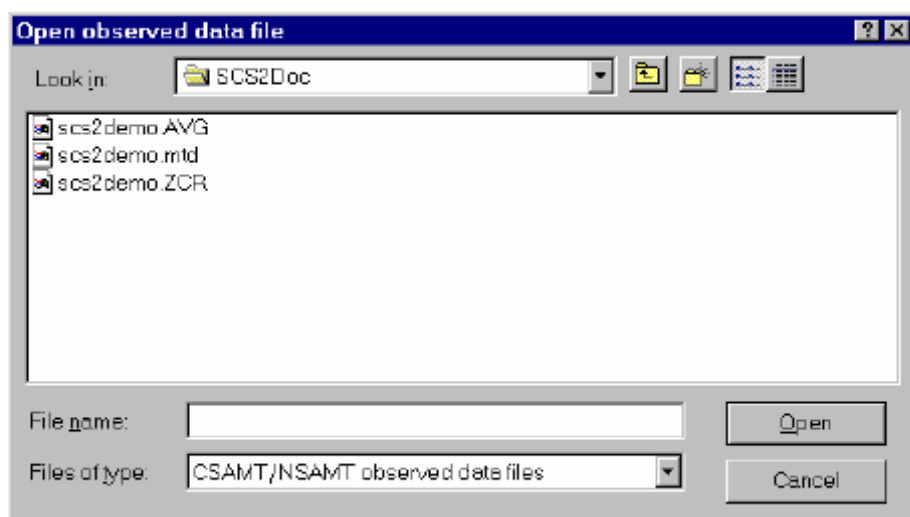 Open observed data file
Look in:
SCS2Doc
scs2demo.AVG
scs2demo.mtd
scs2demo.ZCR
File name:
Open
Files of type:
CSAMT/NSAMT observed data files
Cancel